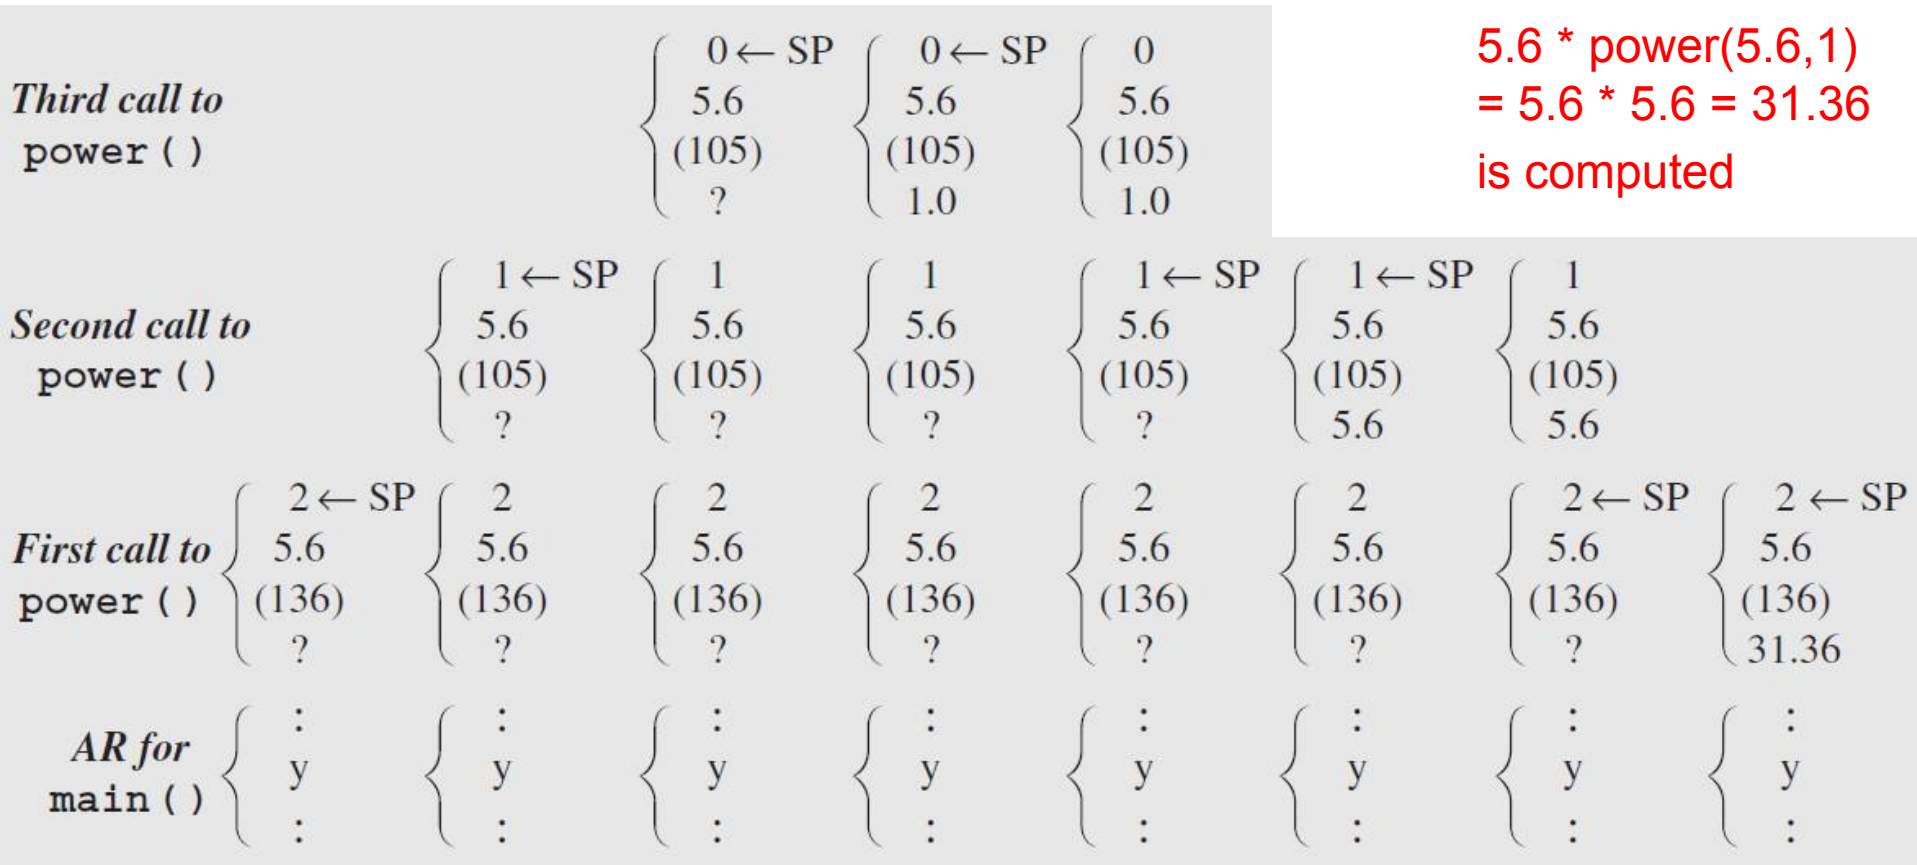 0 ← SP 0 ← SP 0
5.6 * power(5.6,1)
Third call to 5.6 5.6 5.6
= 5.6 * 5.6 = 31.36
power() (105) (105) (105)
is computed
? 1.0 1.0
1 ← SP 1 1 1 ← SP 1 ← SP 1
Second call to 5.6 5.6 5.6 5.6 5.6 5.6
power() (105) (105) (105) (105) (105) (105)
? ? ? ? 5.6 5.6
2 ← SP 2 2 2 2 2 2 ← SP 2 ← SP
First call to 5.6 5.6 5.6 5.6 5.6 5.6 5.6 5.6
power() (136) (136) (136) (136) (136) (136) (136) (136)
? ? ? ? ? ? ? 31.36
: : : : : : : :
AR for y y y y y y y y
main() : : : : : : : :